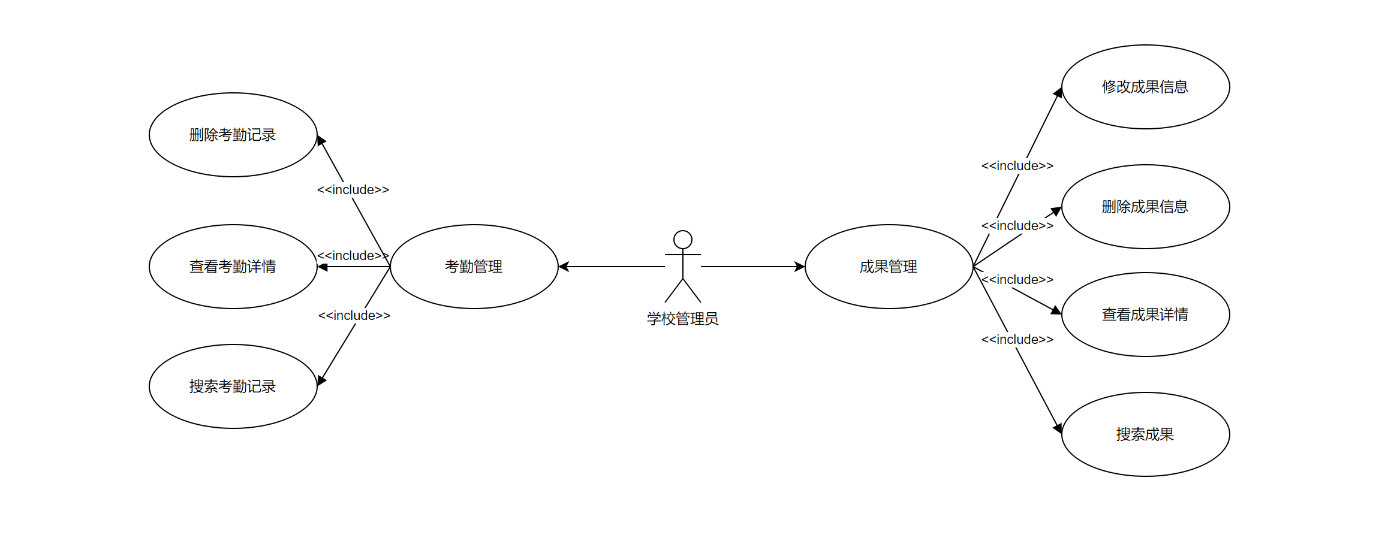 修改成果信息
删除考勤记录
<<include>>
<<include>>
删除成果信息
<<include>>
<<include>>
查看考勤详情
考勤管理
成果管理
<<include>>
<<include>>
学校管理员
查看成果详情
<<include>>
搜索考勤记录
搜索成果